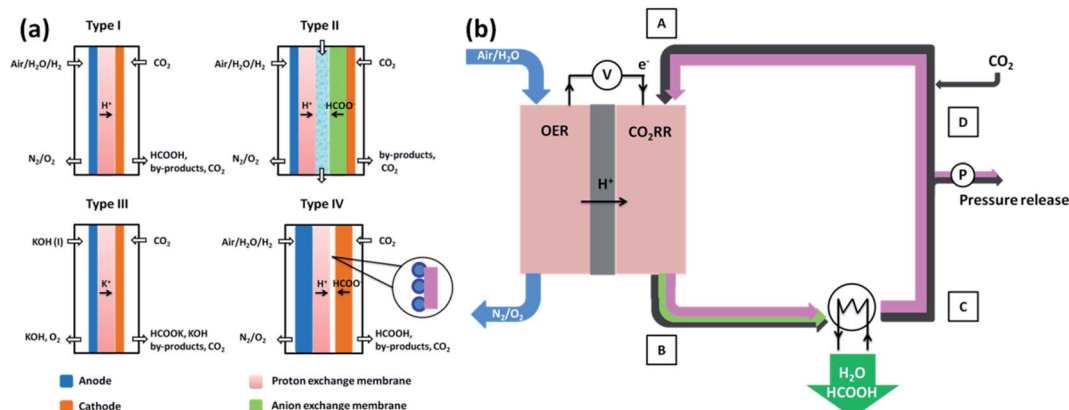 (a)
Type I
Air/H₂O/H₂
CO₂
H⁺
N₂/O₂
HCOOH,
by-products, CO₂
Type II
Air/H₂O/H₂
CO₂
H⁺
HCOO⁻
N₂/O₂
by-products,
CO₂
Type III
KOH (l)
CO₂
K⁺
KOH, O₂
HCOOK, KOH
by-products, CO₂
Type IV
Air/H₂O/H₂
CO₂
H⁺
HCOO⁻
N₂/O₂
HCOOH,
by-products, CO₂
Anode
Proton exchange membrane
Cathode
Anion exchange membrane
(b)
A
Air/H₂O
V
e⁻
CO₂
OER
CO₂RR
D
H⁺
P
Pressure release
N₂/O₂
B
C
H₂O
HCOOH